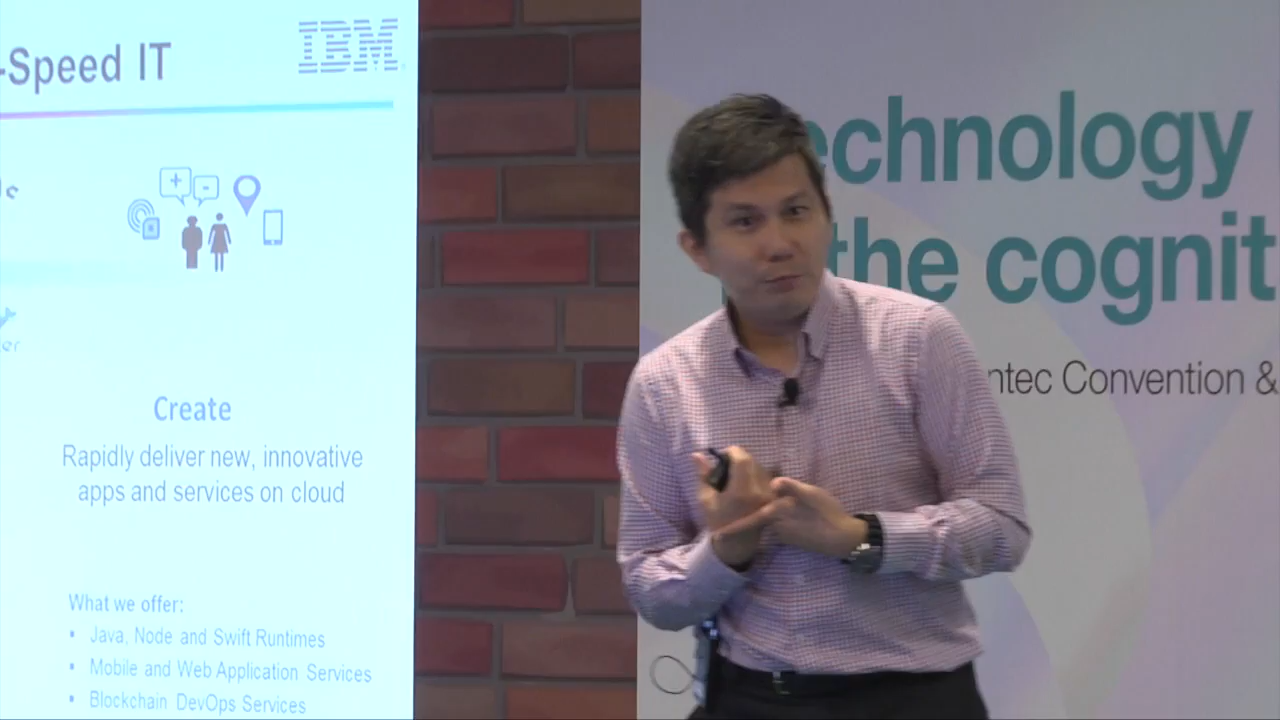 -Speed IT
IBM
Create
Rapidly deliver new, innovative
apps and services on cloud
What we offer:
▪ Java, Node and Swift Runtimes
▪ Mobile and Web Application Services
▪ Blockchain DevOps Services
echnology
the cognit
ntec Convention &